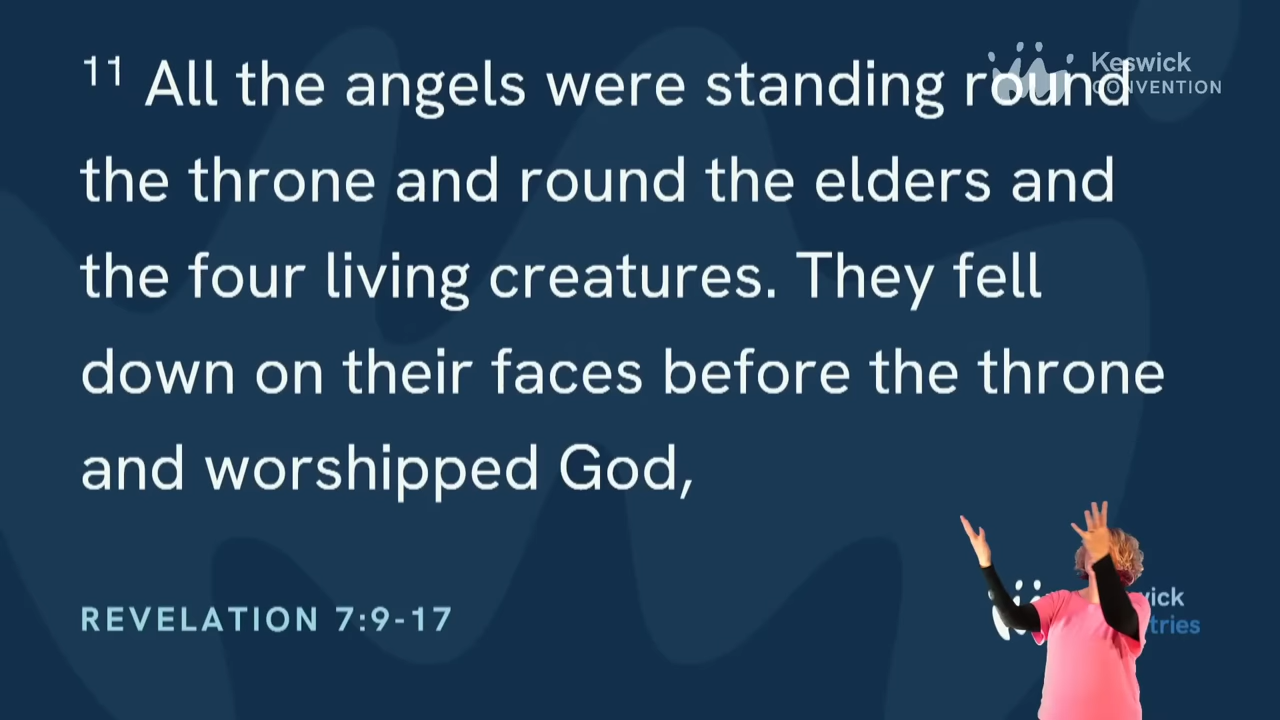 ¹¹ All the angels were standing round
the throne and round the elders and
the four living creatures. They fell
down on their faces before the throne
and worshipped God,
REVELATION 7:9-17
Keswick
CONVENTION